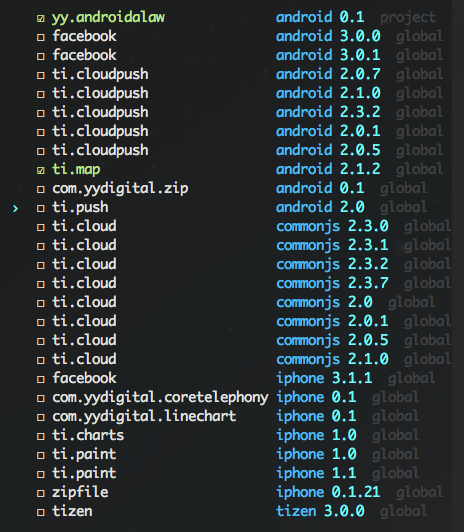 ☑ yy.androidalaw android 0.1 project
☐ facebook android 3.0.0 global
☐ facebook android 3.0.1 global
☐ ti.cloudpush android 2.0.7 global
☐ ti.cloudpush android 2.1.0 global
☐ ti.cloudpush android 2.3.2 global
☐ ti.cloudpush android 2.0.1 global
☐ ti.cloudpush android 2.0.5 global
☑ ti.map android 2.1.2 global
☐ com.yydigital.zip android 0.1 global
› ☐ ti.push android 2.0 global
☐ ti.cloud commonjs 2.3.0 global
☐ ti.cloud commonjs 2.3.1 global
☐ ti.cloud commonjs 2.3.2 global
☐ ti.cloud commonjs 2.3.7 global
☐ ti.cloud commonjs 2.0 global
☐ ti.cloud commonjs 2.0.1 global
☐ ti.cloud commonjs 2.0.5 global
☐ ti.cloud commonjs 2.1.0 global
☐ facebook iphone 3.1.1 global
☐ com.yydigital.coretelephony iphone 0.1 global
☐ com.yydigital.linechart iphone 0.1 global
☐ ti.charts iphone 1.0 global
☐ ti.paint iphone 1.0 global
☐ ti.paint iphone 1.1 global
☐ zipfile iphone 0.1.21 global
☐ tizen tizen 3.0.0 global